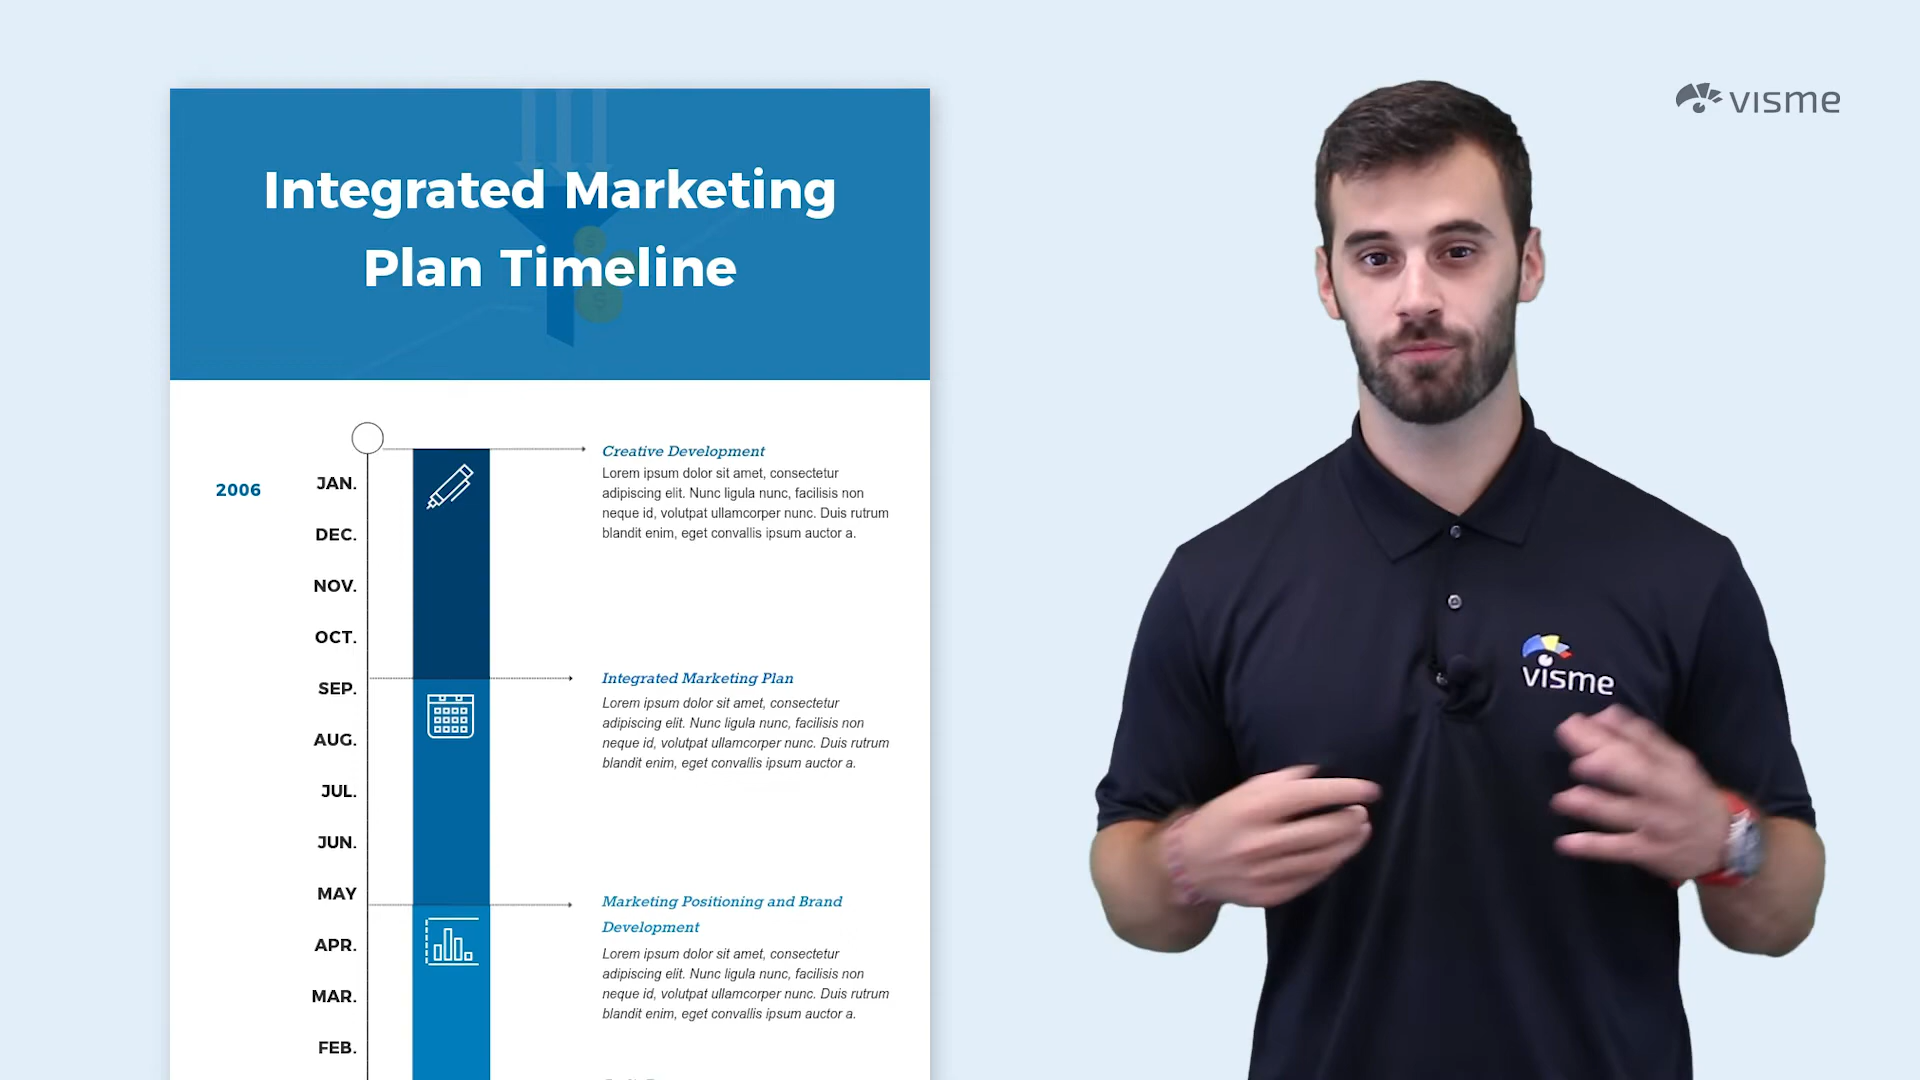 visme
Integrated Marketing
Plan Timeline
2006
JAN.
DEC.
NOV.
OCT.
SEP.
AUG.
JUL.
JUN.
MAY
APR.
MAR.
FEB.
Creative Development
Lorem ipsum dolor sit amet, consectetur
adipiscing elit. Nunc ligula nunc, facilisis non
neque id, volutpat ullamcorper nunc. Duis rutrum
blandit enim, eget convallis ipsum auctor a.
Integrated Marketing Plan
Lorem ipsum dolor sit amet, consectetur
adipiscing elit. Nunc ligula nunc, facilisis non
neque id, volutpat ullamcorper nunc. Duis rutrum
blandit enim, eget convallis ipsum auctor a.
Marketing Positioning and Brand
Development
Lorem ipsum dolor sit amet, consectetur
adipiscing elit. Nunc ligula nunc, facilisis non
neque id, volutpat ullamcorper nunc. Duis rutrum
blandit enim, eget convallis ipsum auctor a.
visme